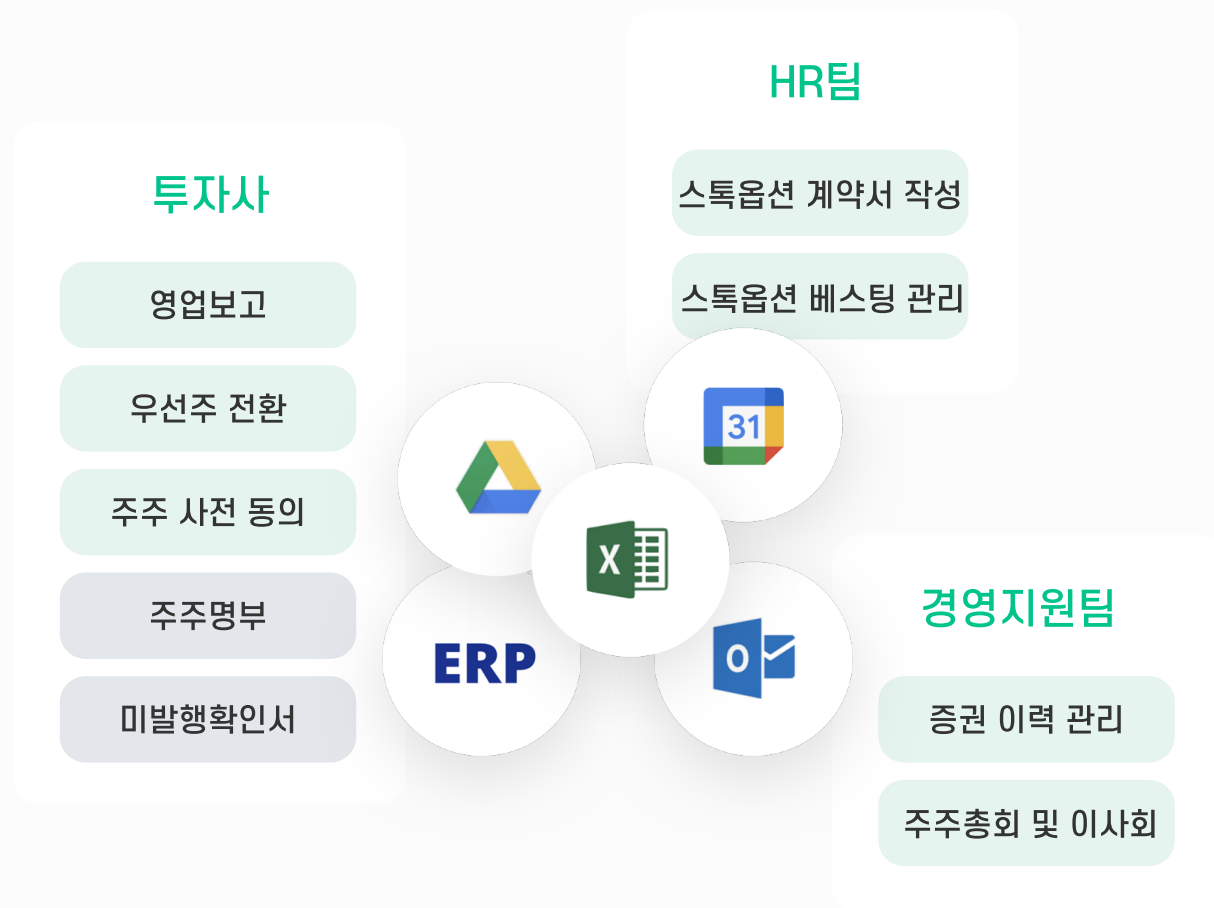 투자사
영업보고
우선주 전환
주주 사전 동의
주주명부
미발행확인서
HR팀
스톡옵션 계약서 작성
스톡옵션 베스팅 관리
31
X
ERP
O
경영지원팀
증권 이력 관리
주주총회 및 이사회